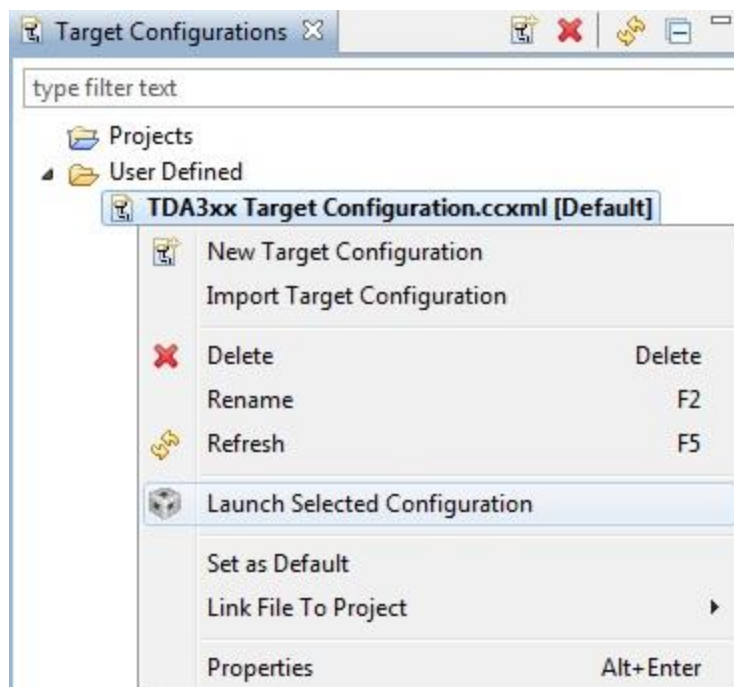 Target Configurations
type filter text
Projects
User Defined
TDA3xx Target Configuration.ccxml [Default]
New Target Configuration
Import Target Configuration
Delete Delete
Rename F2
Refresh F5
Launch Selected Configuration
Set as Default
Link File To Project
Properties Alt+Enter